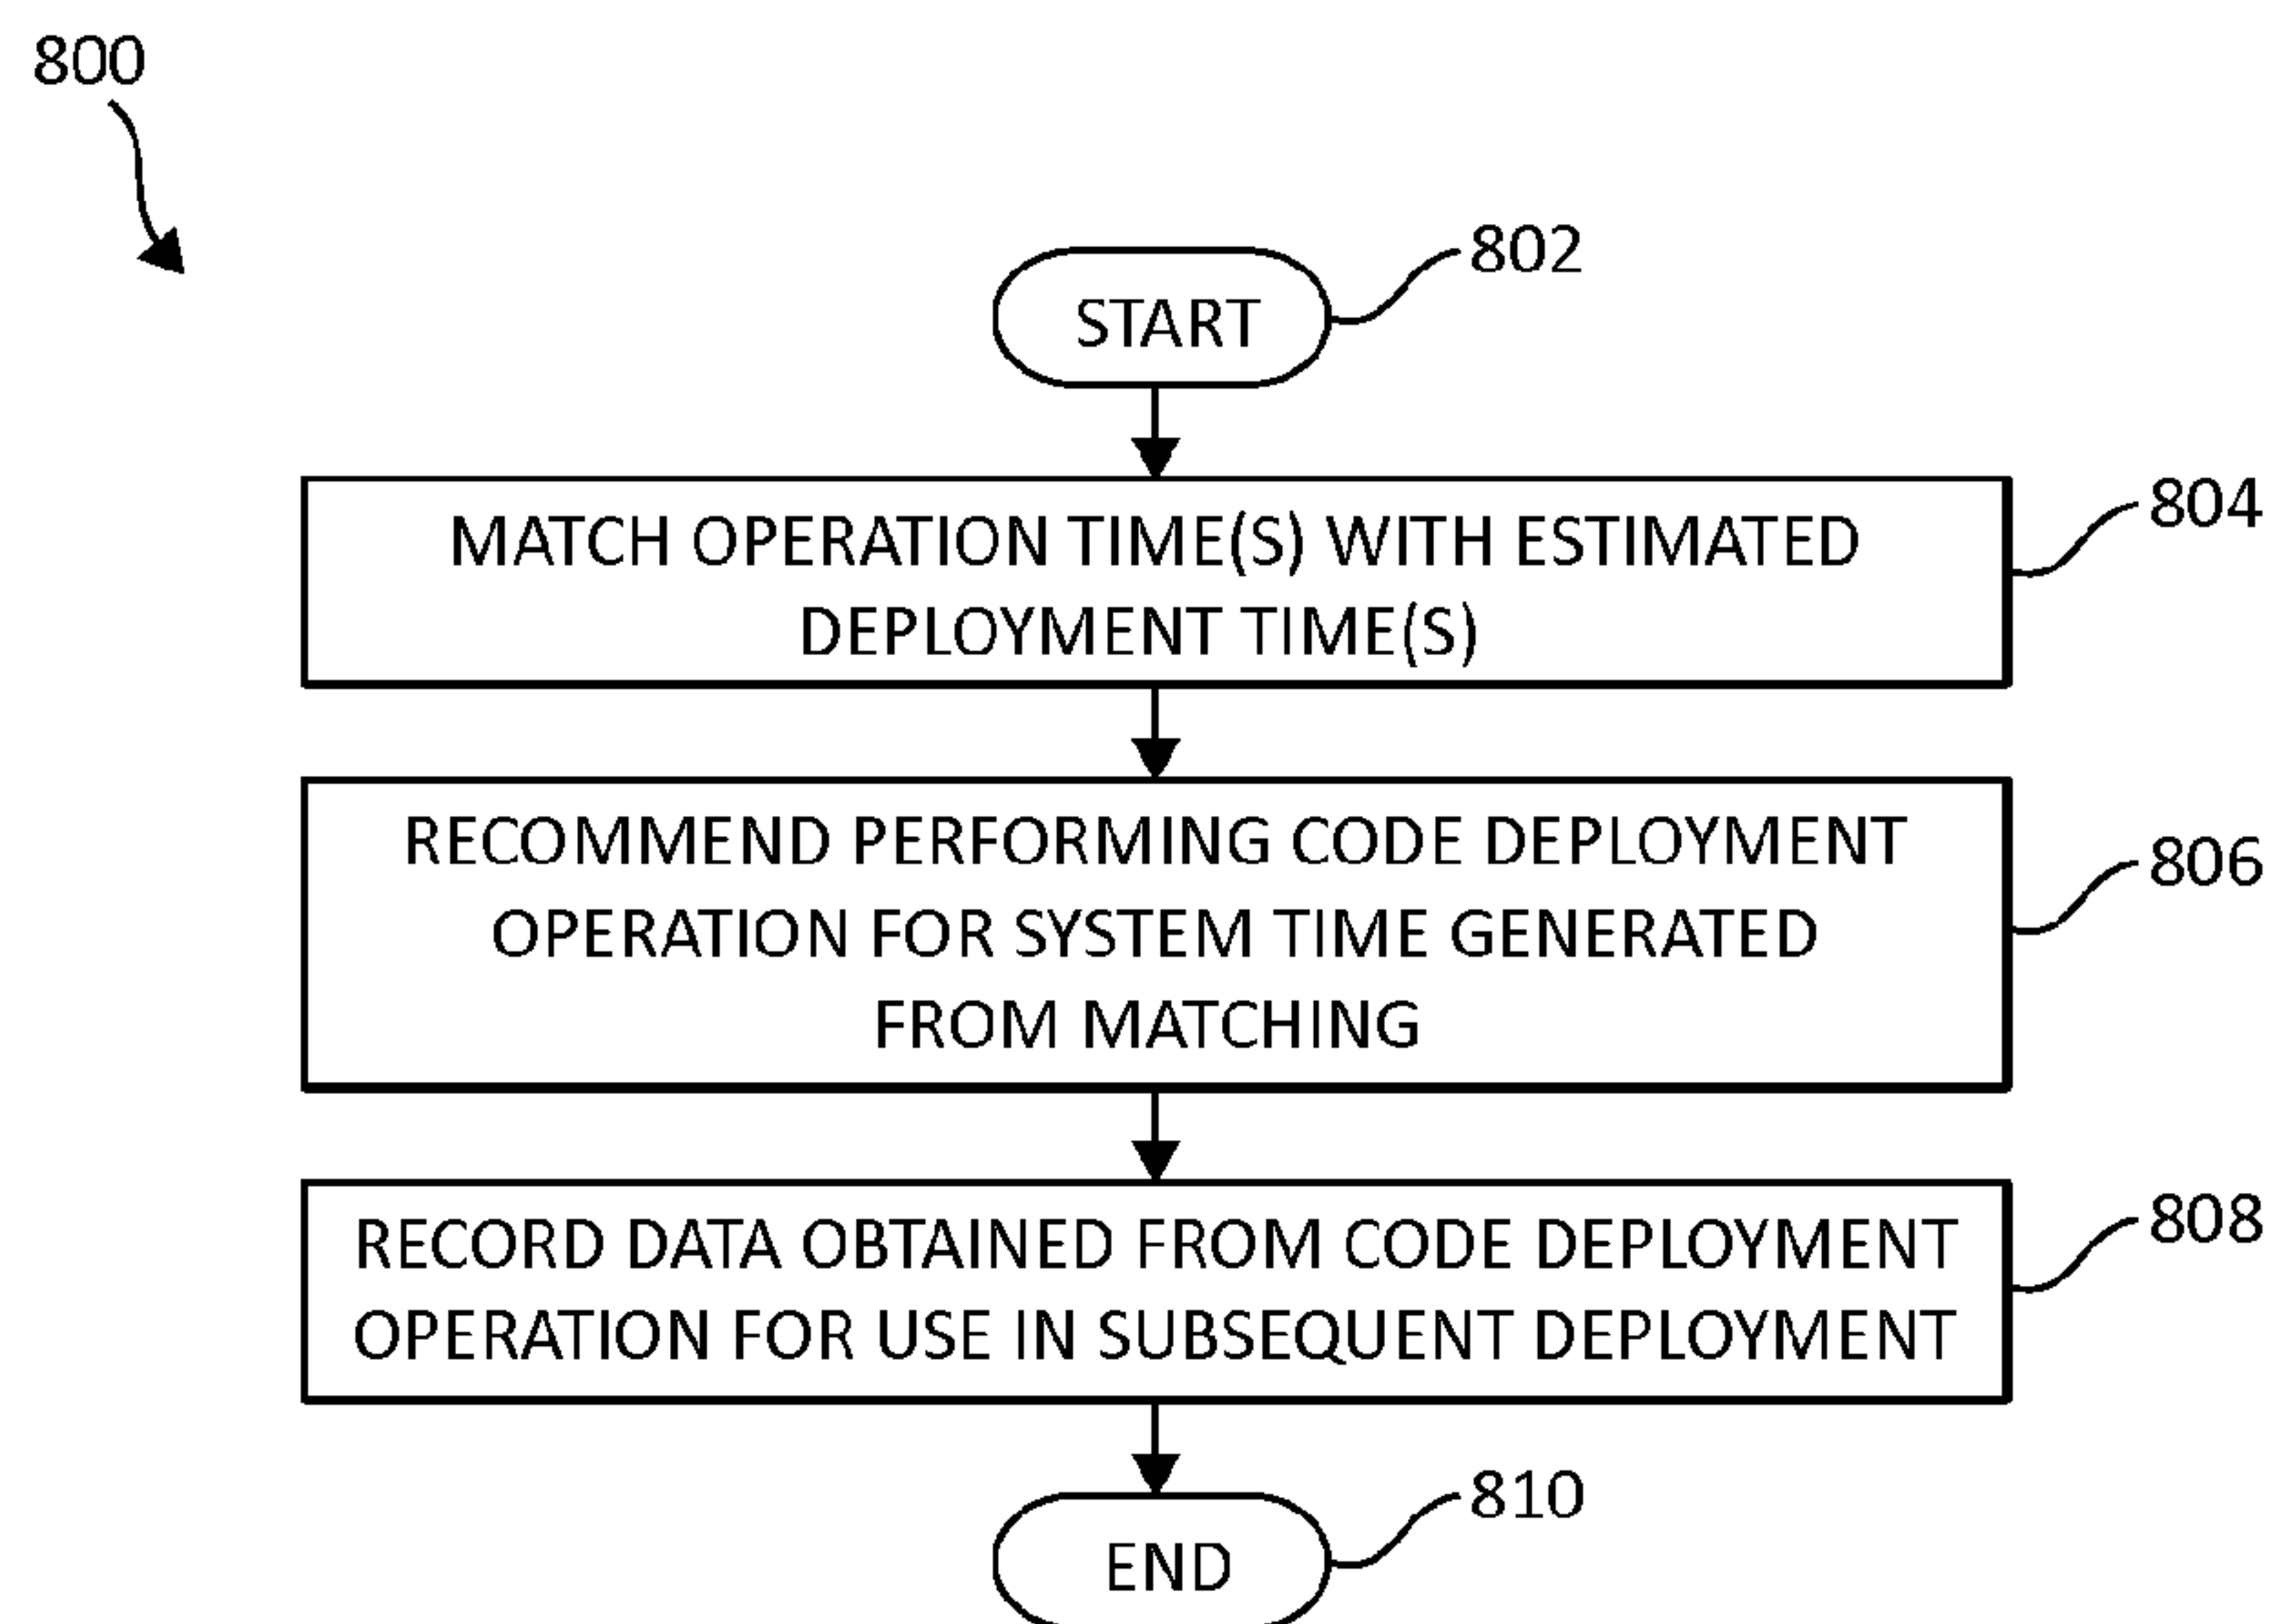 800
802
START
804
MATCH OPERATION TIME(S) WITH ESTIMATED
DEPLOYMENT TIME(S)
806
RECOMMEND PERFORMING CODE DEPLOYMENT
OPERATION FOR SYSTEM TIME GENERATED
FROM MATCHING
808
RECORD DATA OBTAINED FROM CODE DEPLOYMENT
OPERATION FOR USE IN SUBSEQUENT DEPLOYMENT
810
END